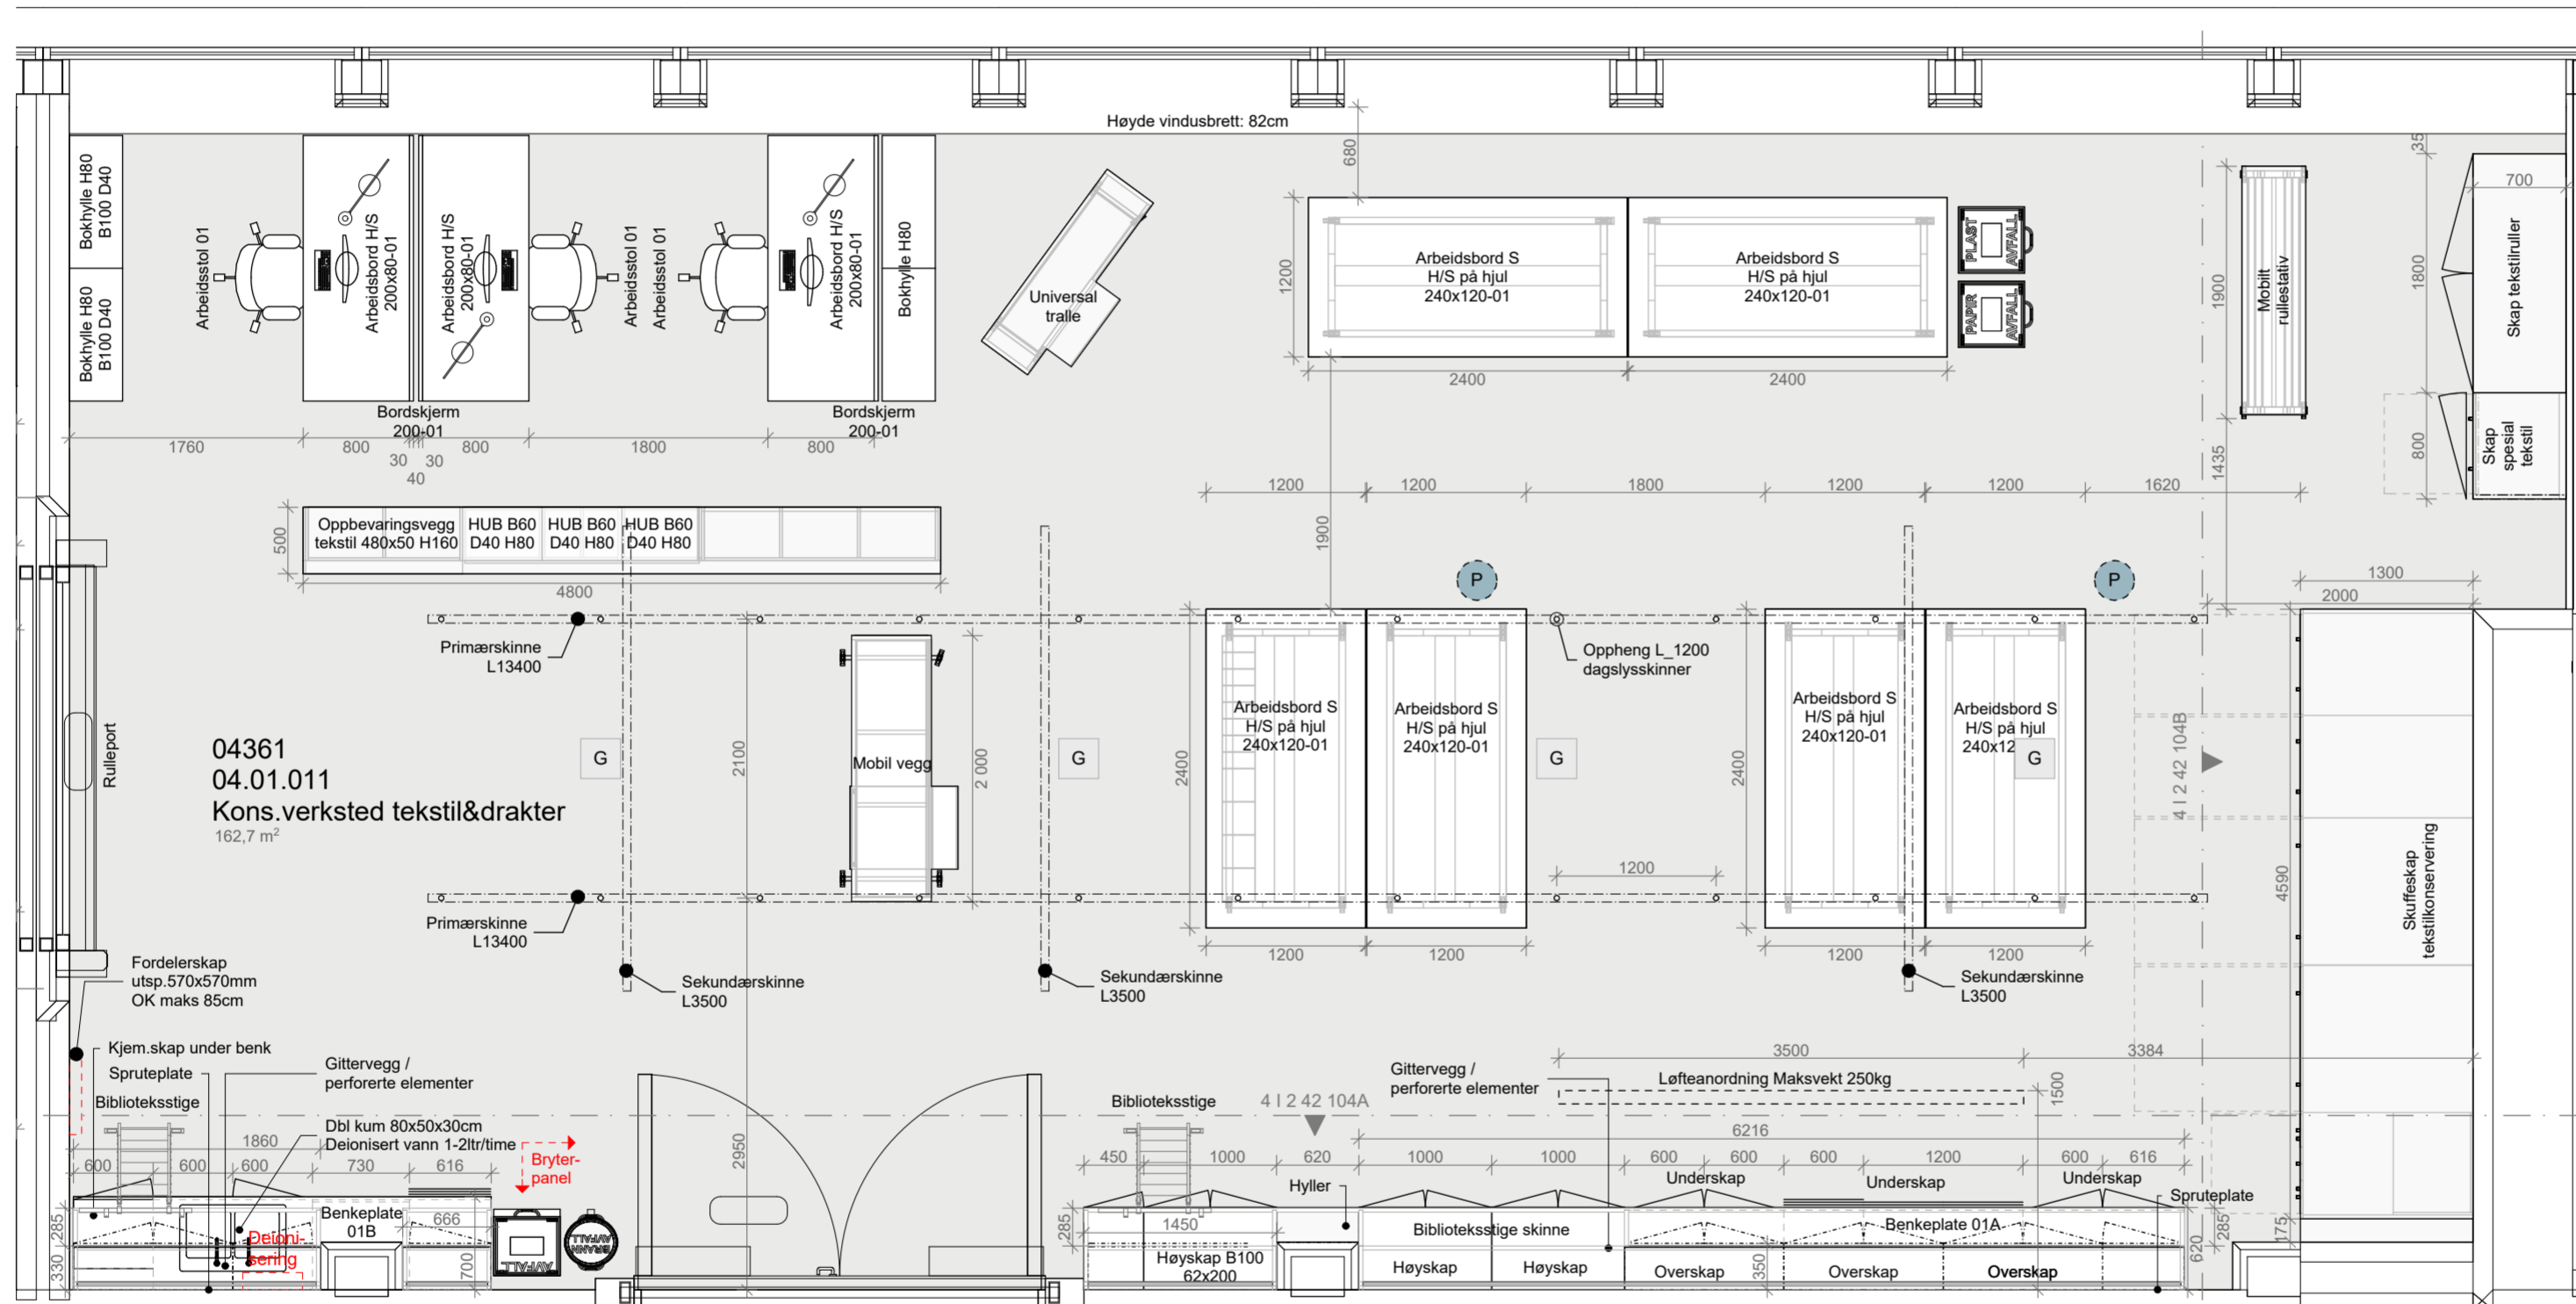 Høyde vindusbrett: 82cm
Bokhylle H80
B100 D40
Bokhylle H80
B100 D40
Arbeidsstol 01
Arbeidsbord H/S
200x80-01
Arbeidsbord H/S
200x80-01
Arbeidsstol 01
Arbeidsstol 01
Arbeidsbord H/S
200x80-01
Bokhylle H80
Bordskjerm
200-01
Bordskjerm
200-01
1760
800
30
40
30
800
1800
800
Universal
tralle
680
1200
Arbeidsbord S
H/S på hjul
240x120-01
Arbeidsbord S
H/S på hjul
240x120-01
2400
2400
PLAST
AVFALL
PAPIR
AVFALL
1900
Mobilt
rullestativ
35
700
1800
Skap tekstilruller
800
Skap
spesial
tekstil
1435
1200
1200
1800
1200
1200
1620
1900
500
Oppbevaringsvegg
tekstil 480x50 H160
HUB B60
D40 H80
HUB B60
D40 H80
HUB B60
D40 H80
4800
P
P
1300
2000
Primærskinne
L13400
Oppheng L_1200
dagslysskinner
Rulleport
04361
04.01.011
Kons.verksted tekstil&drakter
162,7 m²
G
2100
Mobil vegg
2 000
G
2400
Arbeidsbord S
H/S på hjul
240x120-01
Arbeidsbord S
H/S på hjul
240x120-01
G
2400
Arbeidsbord S
H/S på hjul
240x120-01
Arbeidsbord S
H/S på hjul
240x12
G
4 I 2 42 104B
1200
4590
Skuffeskap
tekstilkonservering
Primærskinne
L13400
1200
1200
1200
1200
Sekundærskinne
L3500
Sekundærskinne
L3500
Sekundærskinne
L3500
Fordelerskap
utsp.570x570mm
OK maks 85cm
Kjem.skap under benk
Spruteplate
Biblioteksstige
Gittervegg /
perforerte elementer
Dbl kum 80x50x30cm
Deionisert vann 1-2ltr/time
1860
600
600
600
730
616
Bryter-
panel
2950
Biblioteksstige
4 I 2 42 104A
Gittervegg /
perforerte elementer
3500
3384
Løfteanordning Maksvekt 250kg
1500
6216
450
1000
620
1000
1000
600
600
600
1200
600
616
Underskap
Underskap
Underskap
Hyller
Spruteplate
285
330
Deioni-
sering
Benkeplate
01B
666
700
AVFALL
BRANN
AVFALL
285
1450
Høyskap B100
62x200
Biblioteksstige skinne
Høyskap
Høyskap
Benkeplate 01A
Overskap
350
Overskap
Overskap
620
285
175